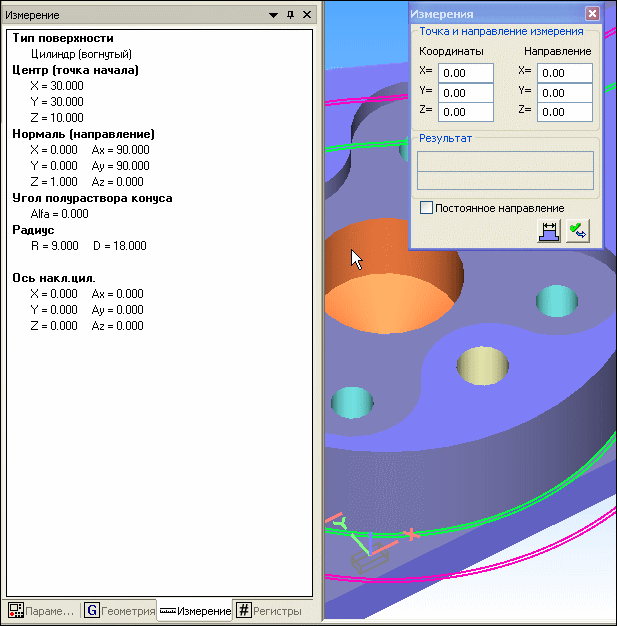 Измерение
Тип поверхности
Цилиндр (вогнутый)
Центр (точка начала)
X = 30.000
Y = 30.000
Z = 10.000
Нормаль (направление)
X = 0.000 Ax = 90.000
Y = 0.000 Ay = 90.000
Z = 1.000 Az = 0.000
Угол полураствора конуса
Alfa = 0.000
Радиус
R = 9.000 D = 18.000
Ось накл.цил.
X = 0.000 Ax = 0.000
Y = 0.000 Ay = 0.000
Z = 0.000 Az = 0.000
Параме... G Геометрия Измерение # Регистры
Измерения
Точка и направление измерения
Координаты Направление
X= 0.00 X= 0.00
Y= 0.00 Y= 0.00
Z= 0.00 Z= 0.00
Результат
Постоянное направление
Y X